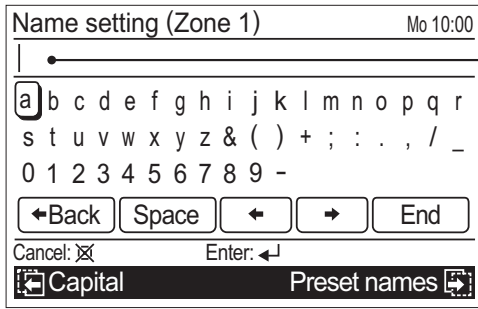 Name setting (Zone 1) Mo 10:00
a b c d e f g h i j k l m n o p q r
s t u v w x y z & ( ) + ; : . , / _
0 1 2 3 4 5 6 7 8 9 -
←Back Space ← → End
Cancel: Enter: ↵
Capital Preset names